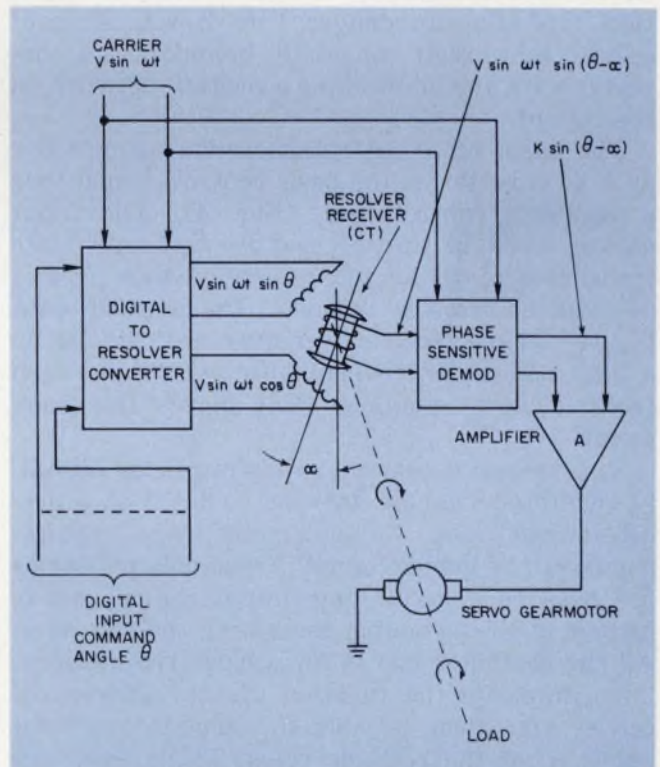 CARRIER
V sin ωt
V sin ωt sin (θ-α)
K sin (θ-α)
RESOLVER
RECEIVER
(CT)
V sin ωt sin θ
DIGITAL
TO
RESOLVER
CONVERTER
V sin ωt cos θ
PHASE
SENSITIVE
DEMOD
AMPLIFIER
A
α
SERVO GEARMOTOR
DIGITAL
INPUT
COMMAND
ANGLE θ
LOAD